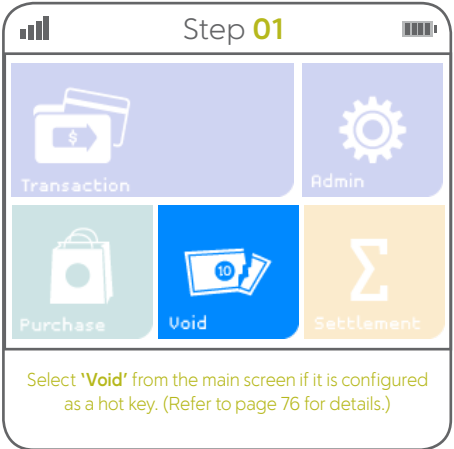 Step 01
$
Transaction
Admin
10
Purchase
Void
Settlement
Select ‘Void’ from the main screen if it is configured
as a hot key. (Refer to page 76 for details.)